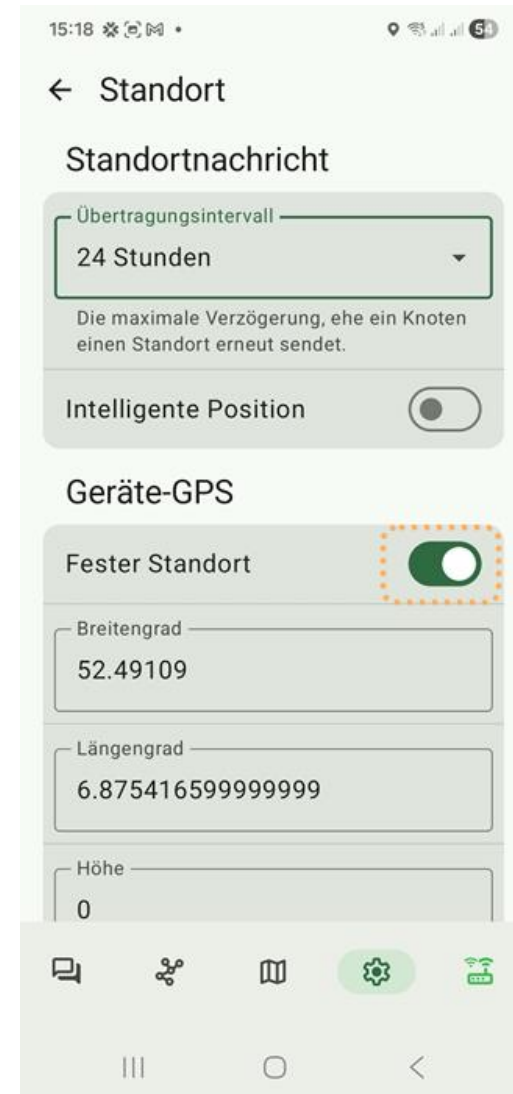 15:18
54
Standort
Standortnachricht
Übertragungsintervall
24 Stunden
Die maximale Verzögerung, ehe ein Knoten
einen Standort erneut sendet.
Intelligente Position
Geräte-GPS
Fester Standort
Breitengrad
52.49109
Längengrad
6.875416599999999
Höhe
0